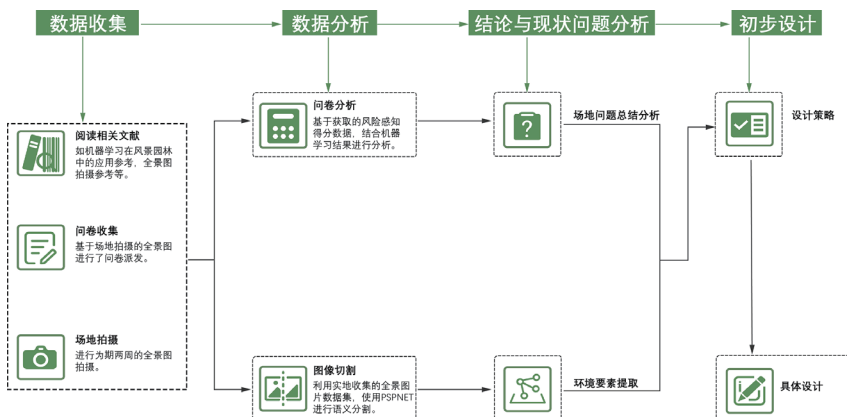 数据收集
数据分析
结论与现状问题分析
初步设计
阅读相关文献
如机器学习在风景园林
中的应用参考，全景图
拍摄参考等。
问卷收集
基于场地拍摄的全景图
进行了问卷派发。
场地拍摄
进行为期两周的全景图
拍摄。
问卷分析
基于获取的风险感知
得分数据，结合机器
学习结果进行分析。
图像切割
利用实地收集的全景图
片数据集，使用PSPNET
进行语义分割。
场地问题总结分析
环境要素提取
设计策略
具体设计